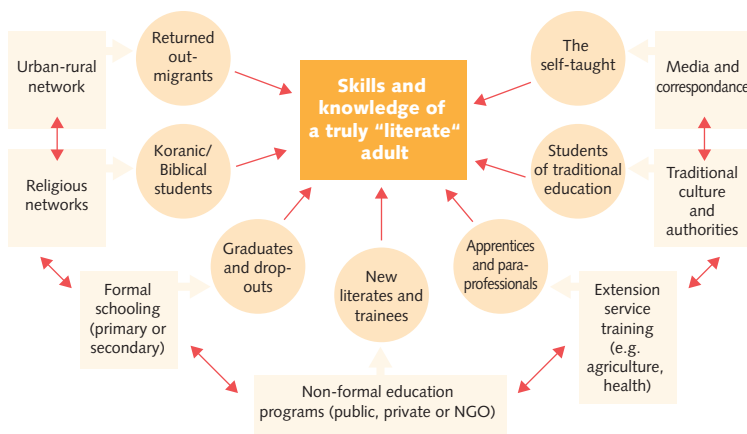 Urban-rural
network
Returned
out-
migrants
Skills and
knowledge of
a truly “literate“
adult
The
self-taught
Media and
correspondance
Religious
networks
Koranic/
Biblical
students
Students
of traditional
education
Traditional
culture
and
authorities
Graduates
and drop-
outs
New
literates and
trainees
Apprentices
and para-
professionals
Formal
schooling
(primary or
secondary)
Non-formal education
programs (public, private or NGO)
Extension
service
training
(e.g.
agriculture,
health)